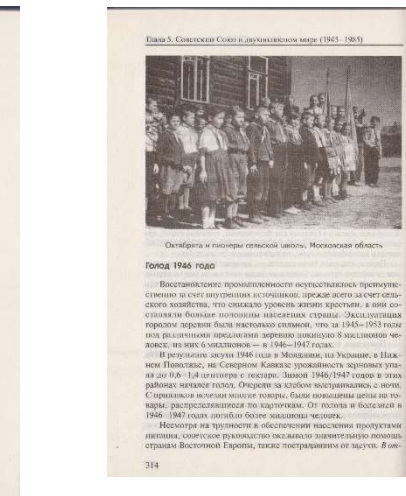 Глава 5. Советский Союз в двухполюсном мире (1945–1985)
Октябрята и пионеры сельской школы. Московская область
Голод 1946 года
Восстановление промышленности осуществлялось преимуще-
ственно за счет внутренних источников, прежде всего за счет сель-
ского хозяйства, что снижало уровень жизни крестьян, а они со-
ставляли больше половины населения страны. Эксплуатация
городом деревни была настолько сильной, что за 1945–1953 годы
под различными предлогами деревню покинуло 8 миллионов че-
ловек, из них 6 миллионов — в 1946–1947 годах.
В результате засухи 1946 года в Молдавии, на Украине, в Ниж-
нем Поволжье, на Северном Кавказе урожайность зерновых упа-
ла до 0,6–1,4 центнера с гектара. Зимой 1946/1947 годов в этих
районах начался голод. Очереди за хлебом выстраивались с ночи.
С прилавков исчезли многие товары, были повышены цены на то-
вары, распределявшиеся по карточкам. От голода и болезней в
1946–1947 годах погибло более миллиона человек.
Несмотря на трудности в обеспечении населения продуктами
питания, советское руководство оказывало значительную помощь
странам Восточной Европы, также пострадавшим от засухи. В от-
314